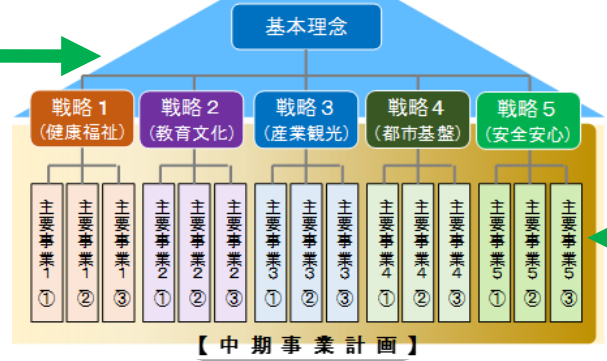 基本理念
戦略１
(健康福祉)
戦略２
(教育文化)
戦略３
(産業観光)
戦略４
(都市基盤)
戦略５
(安全安心)
主要事業1 ①
主要事業1 ②
主要事業1 ③
主要事業2 ①
主要事業2 ②
主要事業2 ③
主要事業3 ①
主要事業3 ②
主要事業3 ③
主要事業4 ①
主要事業4 ②
主要事業4 ③
主要事業5 ①
主要事業5 ②
主要事業5 ③
【 中 期 事 業 計 画 】